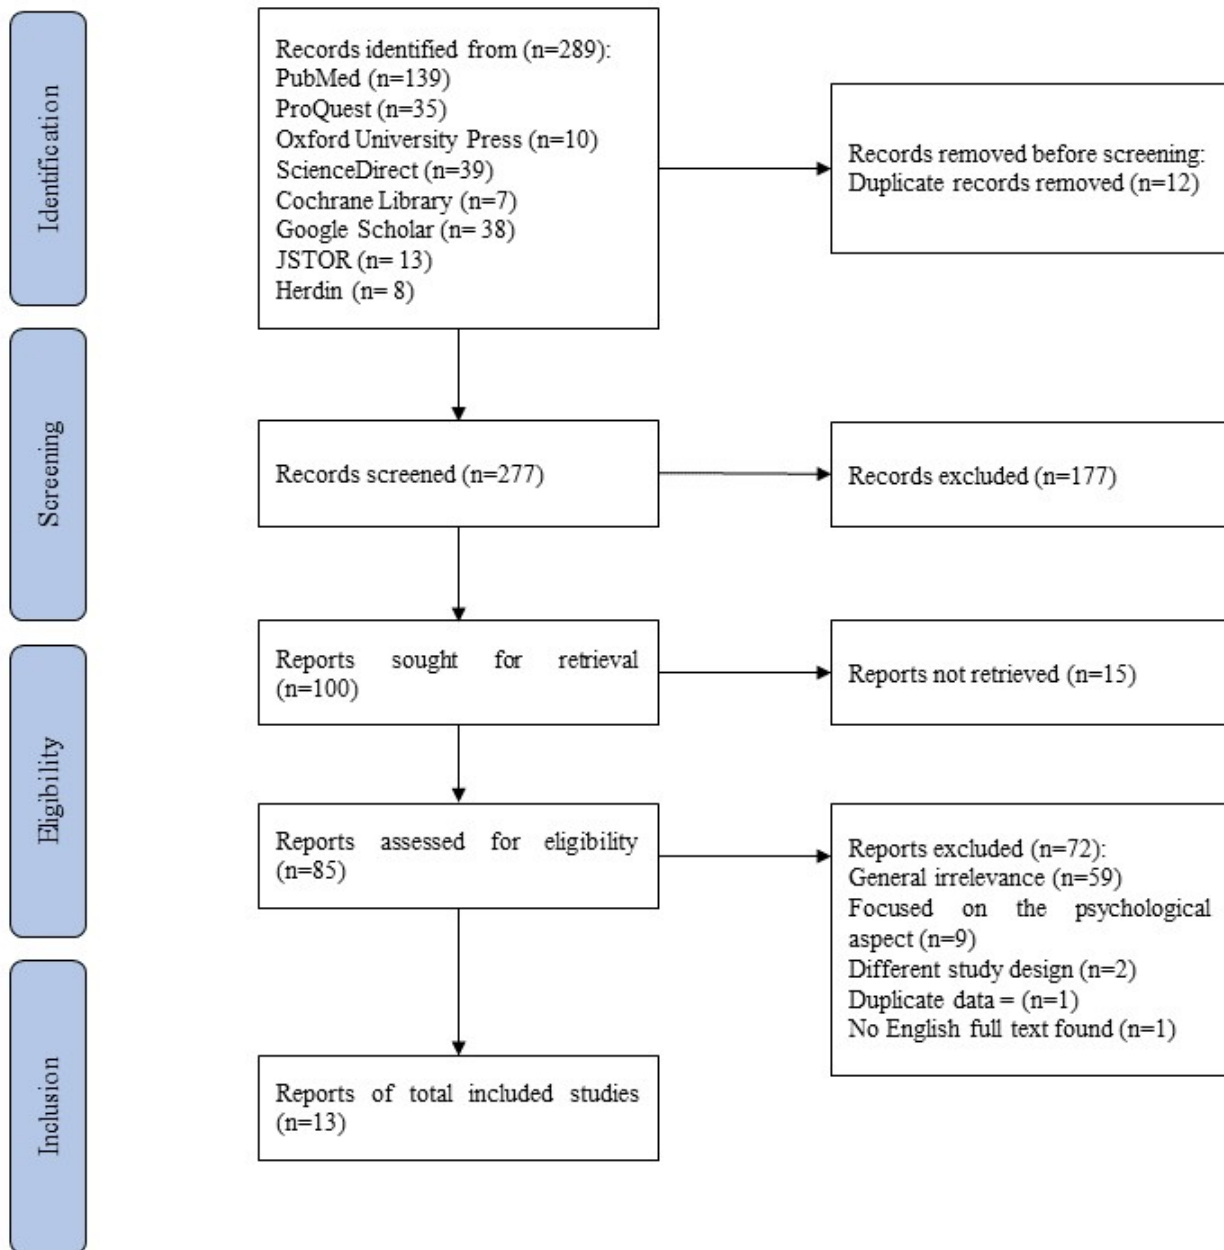 Identification
Records identified from (n=289):
PubMed (n=139)
ProQuest (n=35)
Oxford University Press (n=10)
ScienceDirect (n=39)
Cochrane Library (n=7)
Google Scholar (n= 38)
JSTOR (n= 13)
Herdin (n= 8)
Records removed before screening:
Duplicate records removed (n=12)
Screening
Records screened (n=277)
Records excluded (n=177)
Reports sought for retrieval
(n=100)
Reports not retrieved (n=15)
Eligibility
Reports assessed for eligibility
(n=85)
Reports excluded (n=72):
General irrelevance (n=59)
Focused on the psychological
aspect (n=9)
Different study design (n=2)
Duplicate data = (n=1)
No English full text found (n=1)
Inclusion
Reports of total included studies
(n=13)